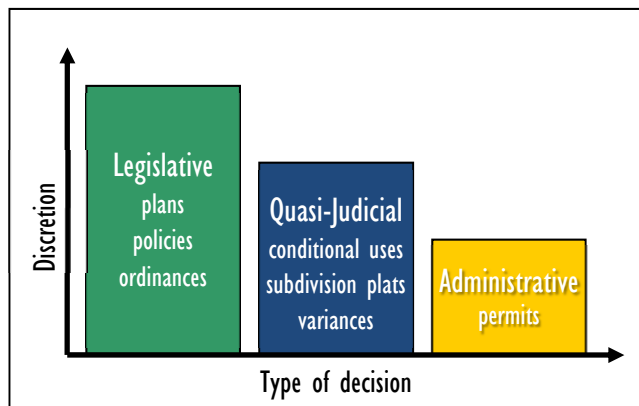 Discretion
Legislative
plans
policies
ordinances
Quasi-Judicial
conditional uses
subdivision plats
variances
Administrative
permits
Type of decision